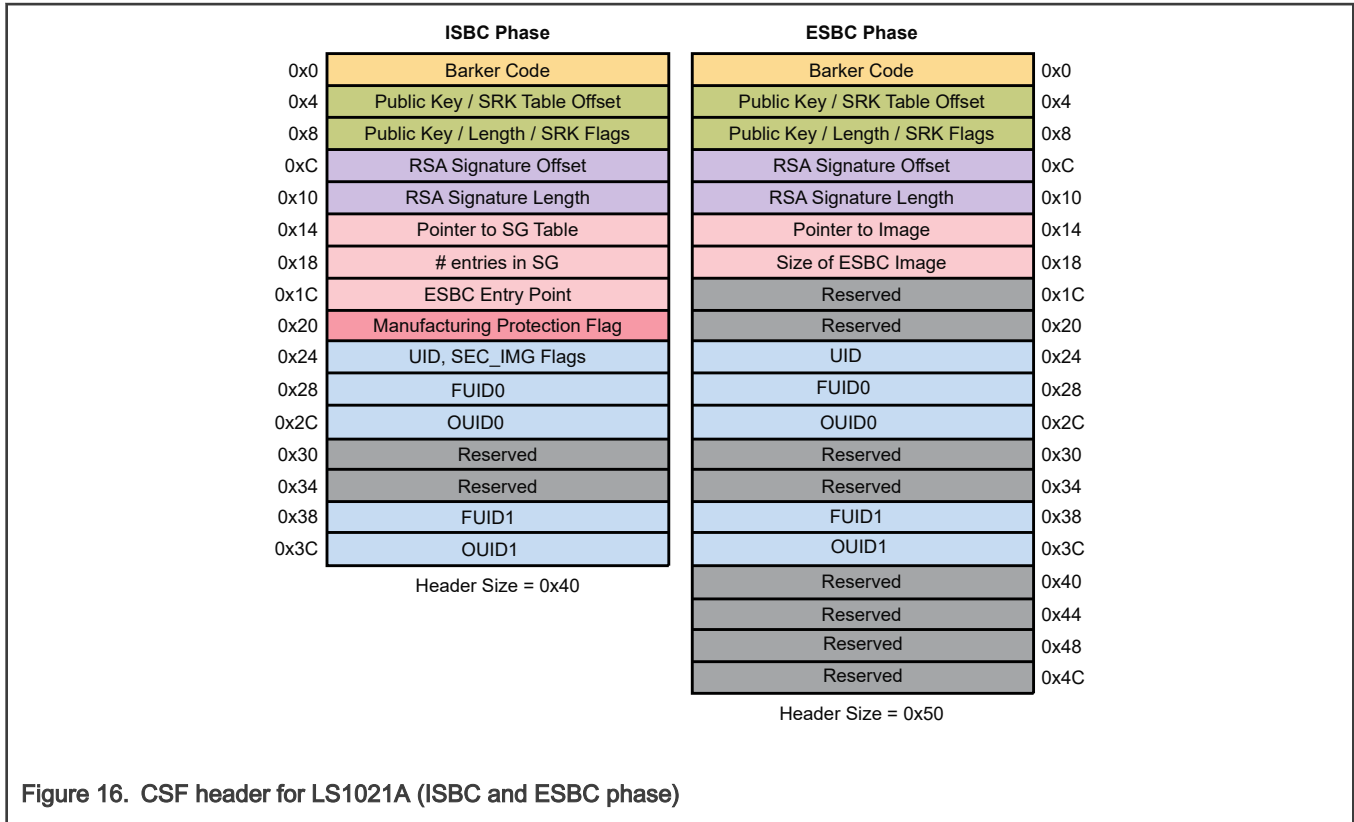 ISBC Phase ESBC Phase
0x0 Barker Code Barker Code 0x0
0x4 Public Key / SRK Table Offset Public Key / SRK Table Offset 0x4
0x8 Public Key / Length / SRK Flags Public Key / Length / SRK Flags 0x8
0xC RSA Signature Offset RSA Signature Offset 0xC
0x10 RSA Signature Length RSA Signature Length 0x10
0x14 Pointer to SG Table Pointer to Image 0x14
0x18 # entries in SG Size of ESBC Image 0x18
0x1C ESBC Entry Point Reserved 0x1C
0x20 Manufacturing Protection Flag Reserved 0x20
0x24 UID, SEC_IMG Flags UID 0x24
0x28 FUID0 FUID0 0x28
0x2C OUID0 OUID0 0x2C
0x30 Reserved Reserved 0x30
0x34 Reserved Reserved 0x34
0x38 FUID1 FUID1 0x38
0x3C OUID1 OUID1 0x3C
Header Size = 0x40 Reserved 0x40
Reserved 0x44
Reserved 0x48
Reserved 0x4C
Header Size = 0x50
Figure 16. CSF header for LS1021A (ISBC and ESBC phase)